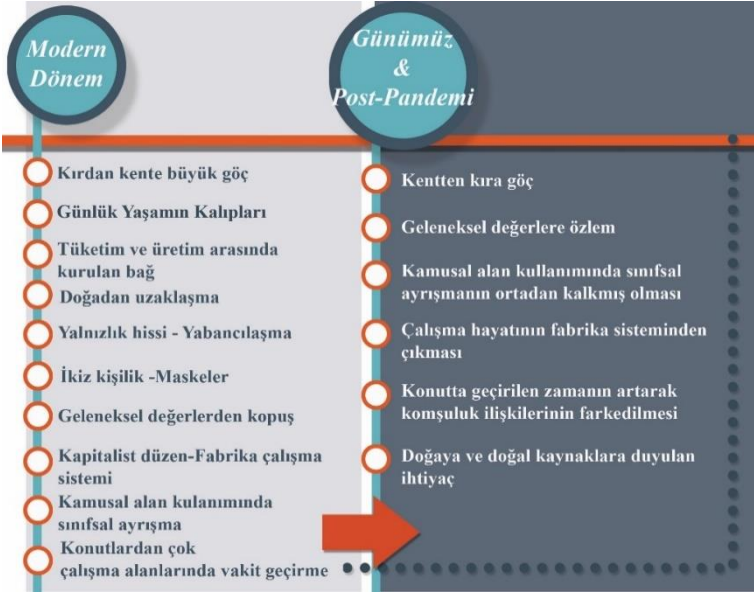 Modern
Dönem
Kırdan kente büyük göç
Günlük Yaşamın Kalıpları
Tüketim ve üretim arasında
kurulan bağ
Doğadan uzaklaşma
Yalnızlık hissi - Yabancılaşma
İkiz kişilik -Maskeler
Geleneksel değerlerden kopuş
Kapitalist düzen-Fabrika çalışma
sistemi
Kamusal alan kulanımında
sınıfsal ayrışma
Konutlardan çok
çalışma alanlarında vakit geçirme
Günümüz
&
Post-Pandemi
Kentten kıra göç
Geleneksel değerlere özlem
Kamusal alan kullanımında sınıfsal
ayrışmanın ortadan kalkmış olması
Çalışma hayatının fabrika sisteminden
çıkması
Konutta geçirilen zamanın artarak
komşuluk ilişkilerinin farkedilmesi
Doğaya ve doğal kaynaklara duyulan
ihtiyaç